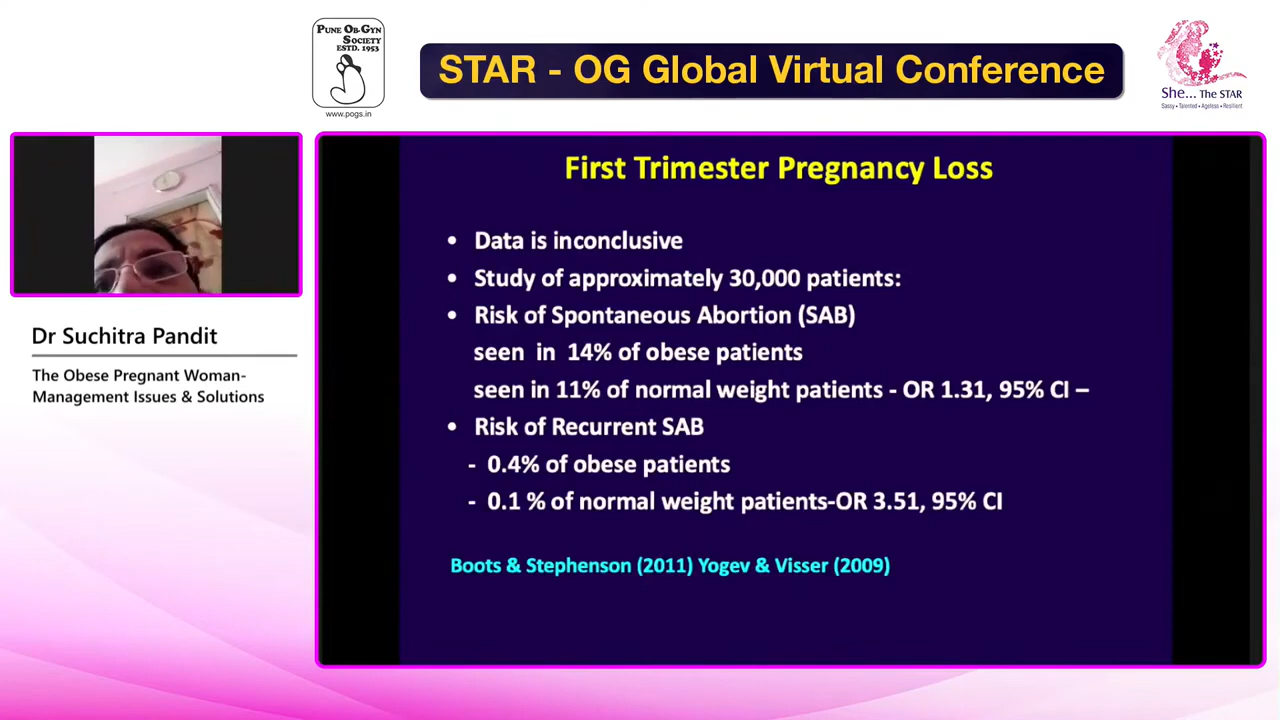 PUNE OB-GYN
SOCIETY
ESTD. 1953
www.pogs.in
STAR - OG Global Virtual Conference
She... THE STAR
Sassy • Talented • Ageless • Resilient
Dr Suchitra Pandit
The Obese Pregnant Woman-
Management Issues & Solutions
First Trimester Pregnancy Loss
• Data is inconclusive
• Study of approximately 30,000 patients:
• Risk of Spontaneous Abortion (SAB)
seen in 14% of obese patients
seen in 11% of normal weight patients - OR 1.31, 95% CI –
• Risk of Recurrent SAB
- 0.4% of obese patients
- 0.1 % of normal weight patients-OR 3.51, 95% CI
Boots & Stephenson (2011) Yogev & Visser (2009)